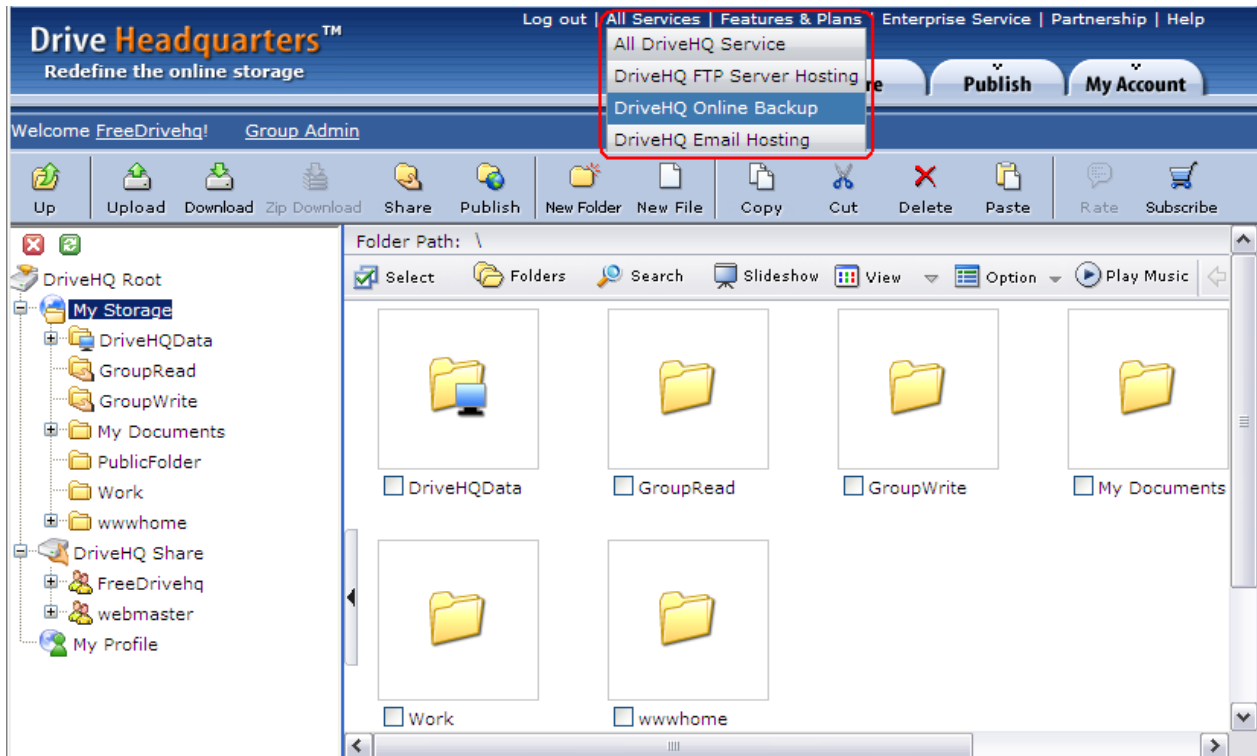 Log out | All Services | Features & Plans | Enterprise Service | Partnership | Help
Drive Headquarters™
Redefine the online storage
All DriveHQ Service
DriveHQ FTP Server Hosting
DriveHQ Online Backup
DriveHQ Email Hosting
Publish
My Account
Welcome FreeDrivehq! Group Admin
Up Upload Download Zip Download Share Publish New Folder New File Copy Cut Delete Paste Rate Subscribe
DriveHQ Root
My Storage
DriveHQData
GroupRead
GroupWrite
My Documents
PublicFolder
Work
wwwhome
DriveHQ Share
FreeDrivehq
webmaster
My Profile
Folder Path: \
Select Folders Search Slideshow View Option Play Music
DriveHQData GroupRead GroupWrite My Documents
Work wwwhome